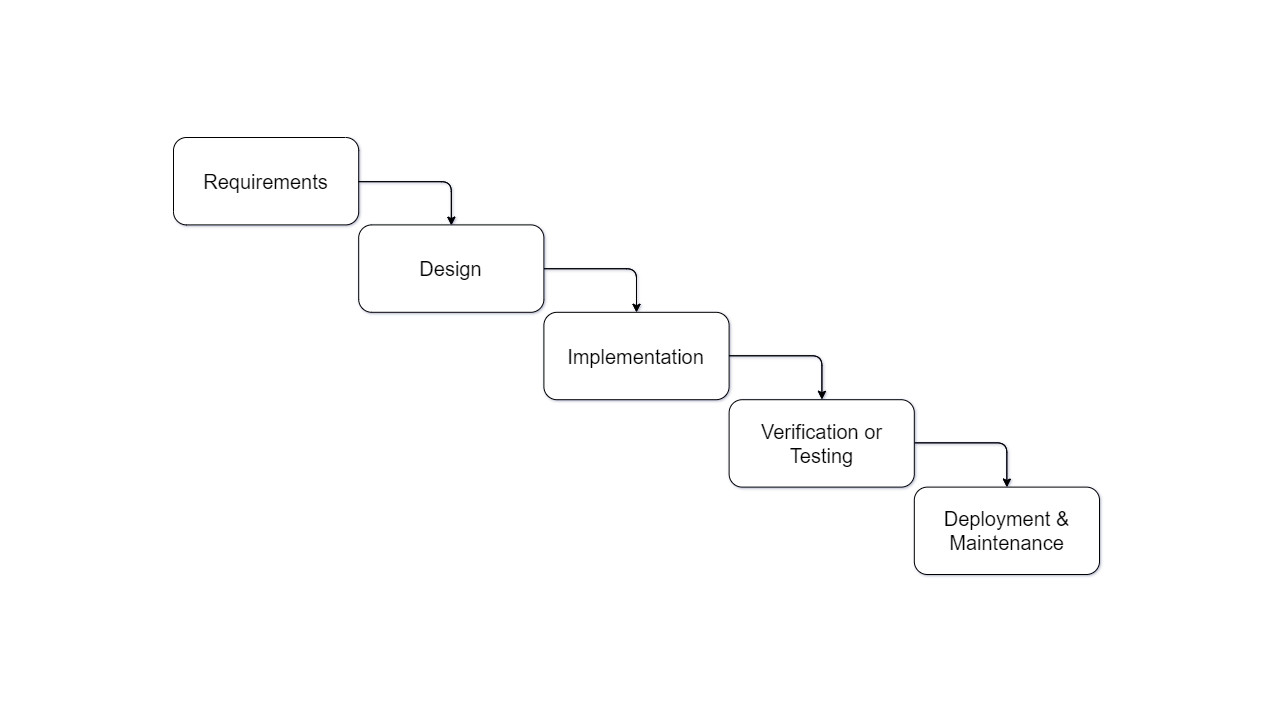 Requirements
Design
Implementation
Verification or
Testing
Deployment &
Maintenance